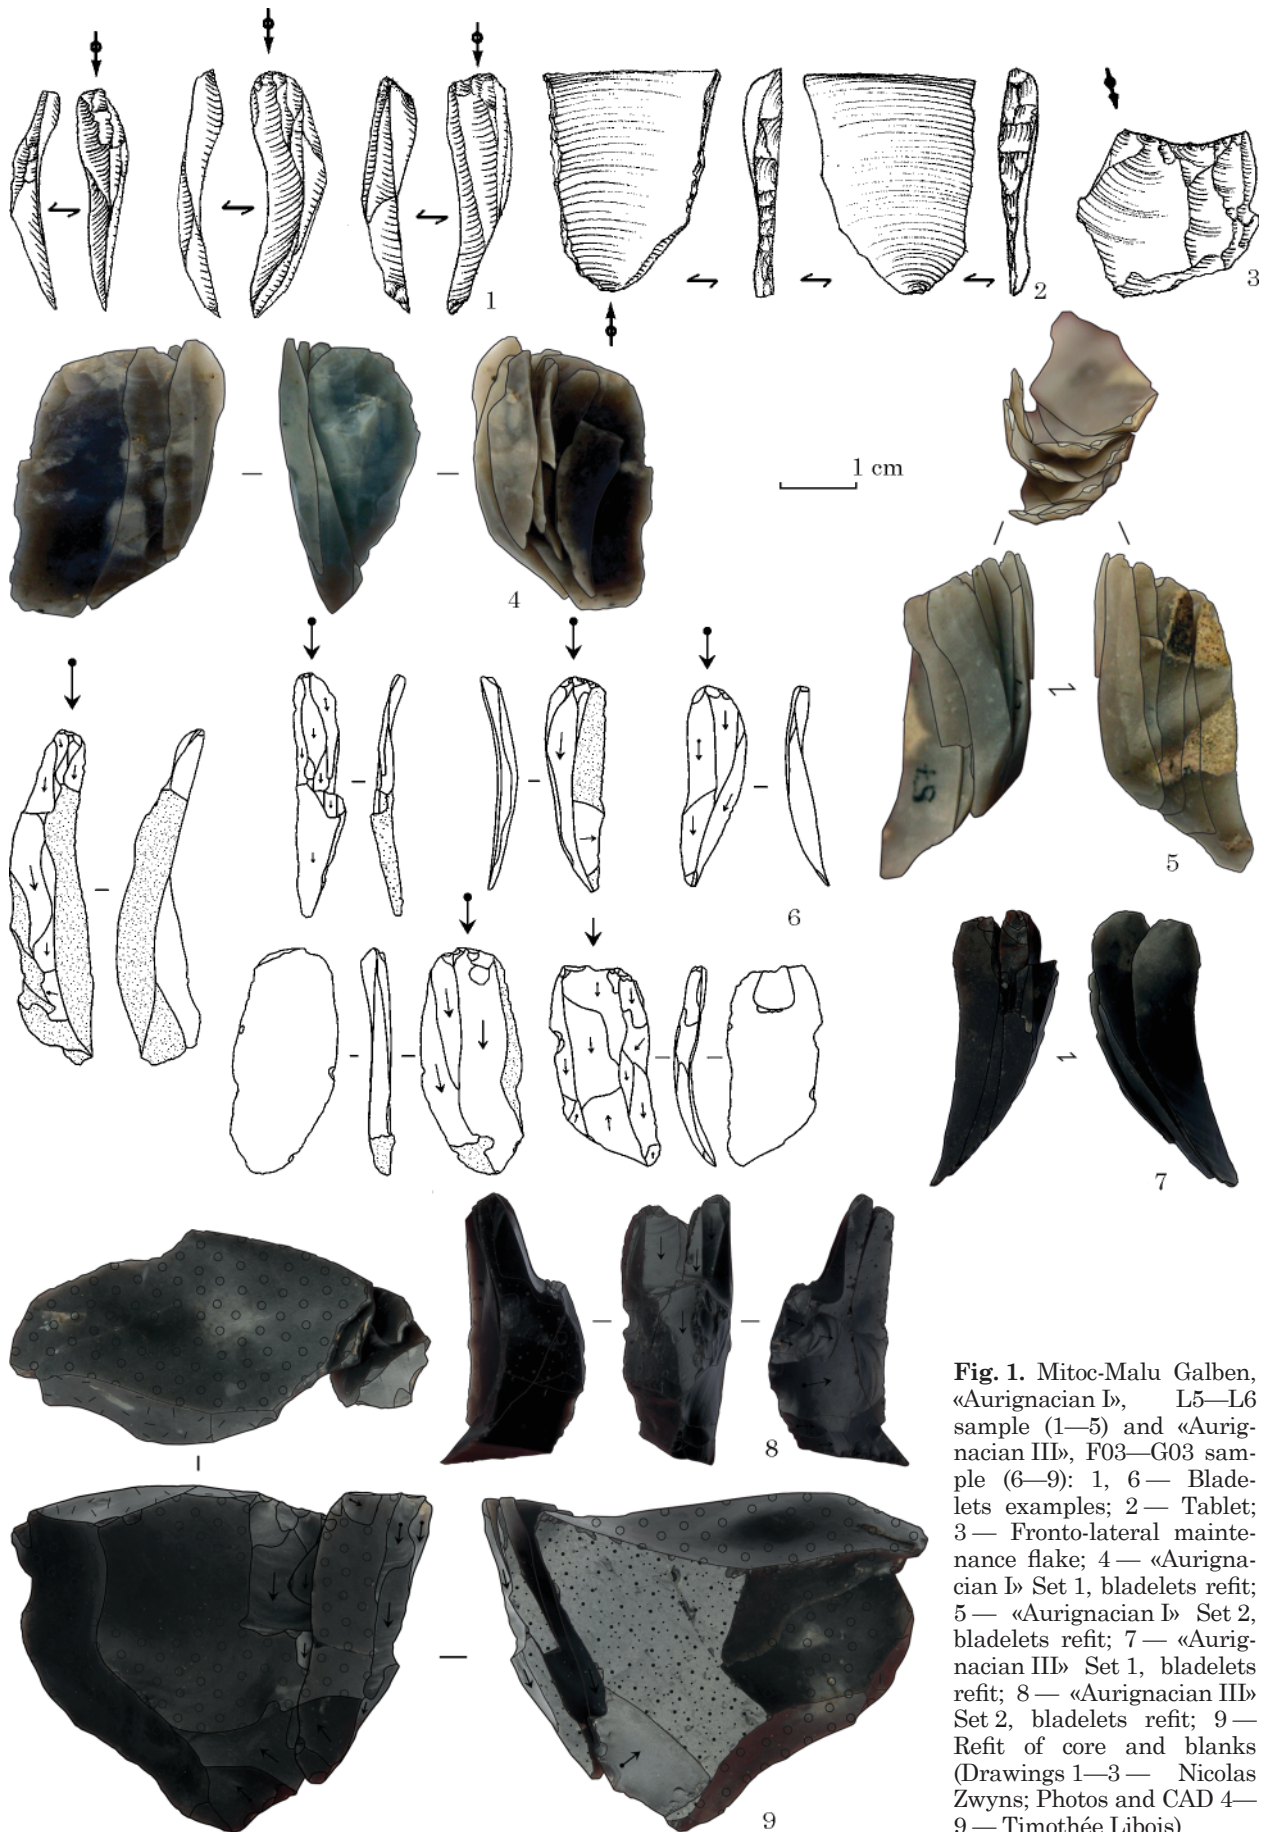 1
2
3
1 cm
4
57
5
6
7
8
9
Fig. 1. Mitoc-Malu Galben,
«Aurignacian I», L5—L6
sample (1—5) and «Aurig-
nacian III», F03—G03 sam-
ple (6—9): 1, 6 — Blade-
lets examples; 2 — Tablet;
3 — Fronto-lateral mainte-
nance flake; 4 — «Aurigna-
cian I» Set 1, bladelets refit;
5 — «Aurignacian I» Set 2,
bladelets refit; 7 — «Aurig-
nacian III» Set 1, bladelets
refit; 8 — «Aurignacian III»
Set 2, bladelets refit; 9 —
Refit of core and blanks
(Drawings 1—3 — Nicolas
Zwyns; Photos and CAD 4—
9 — Timothée Libois)